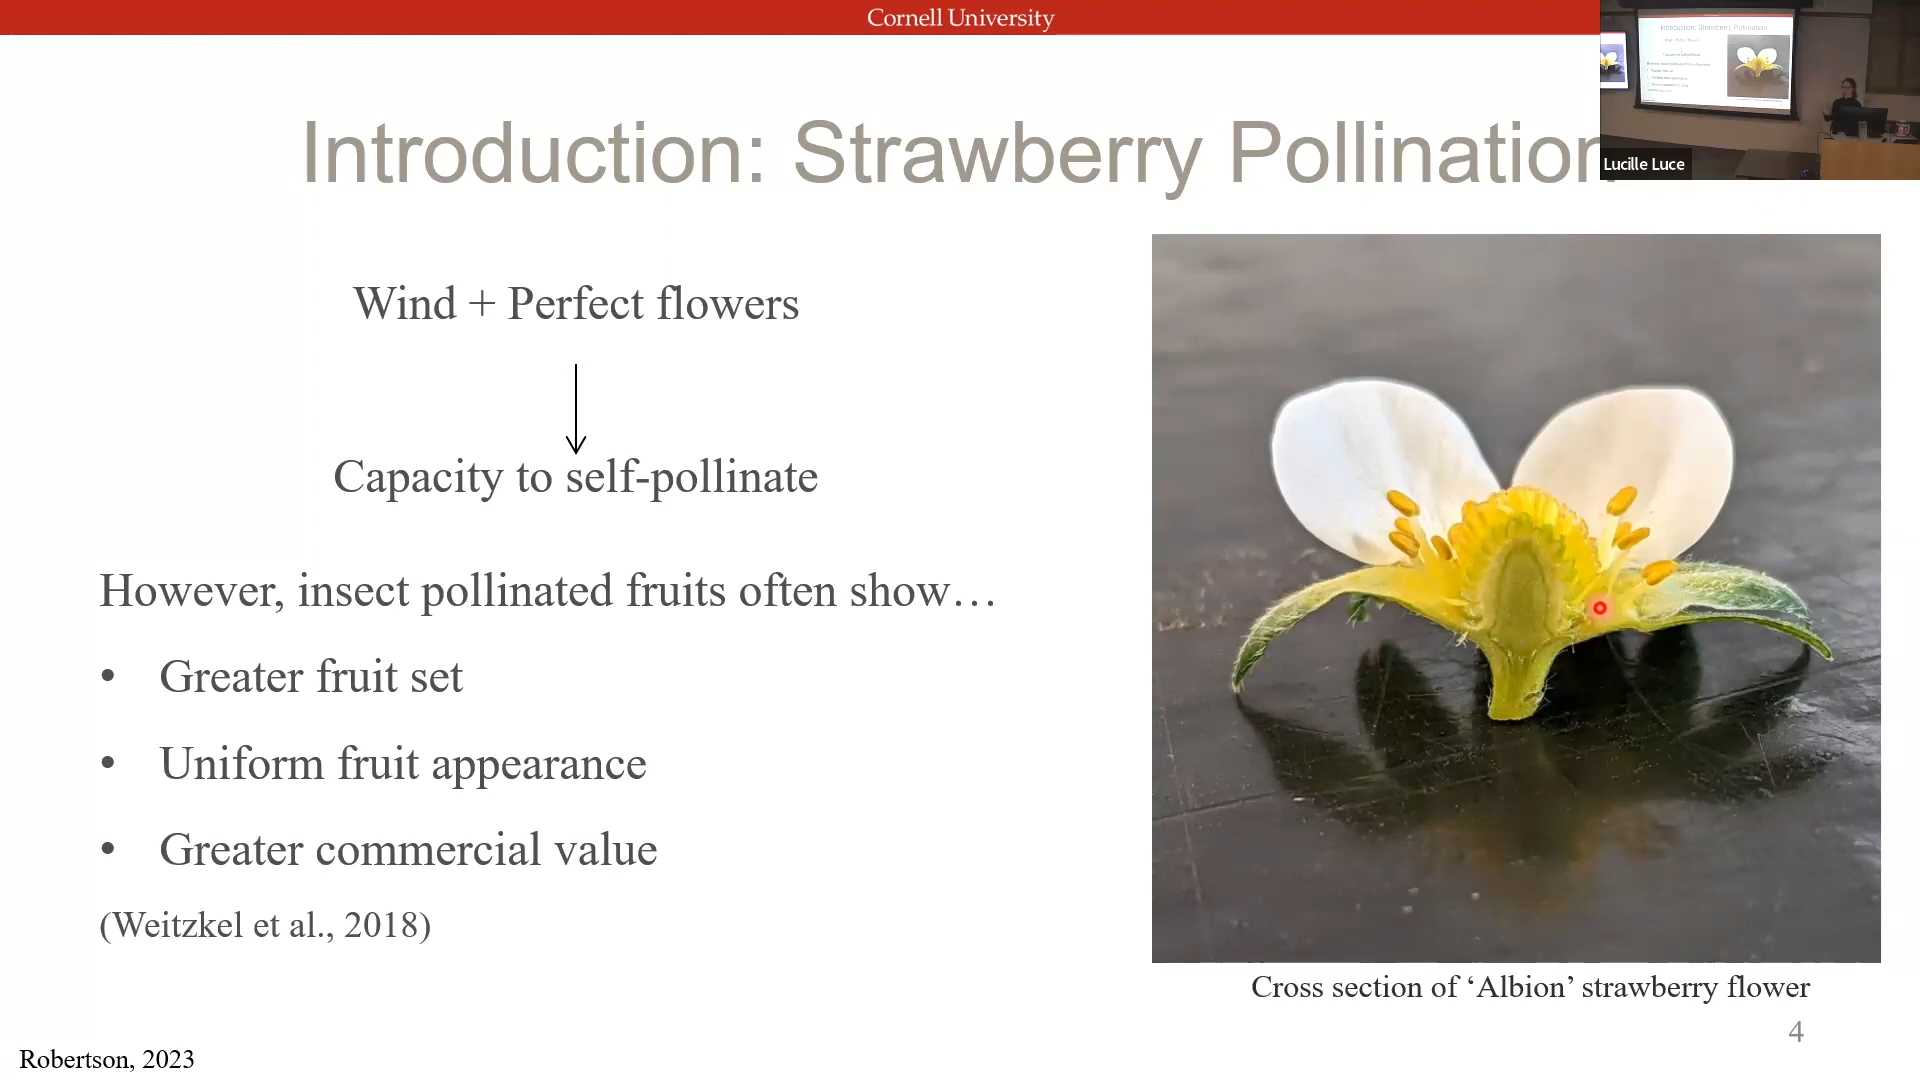 Cornell University
Introduction: Strawberry Pollination
Lucille Luce
Wind + Perfect flowers
Capacity to self-pollinate
However, insect pollinated fruits often show…
• Greater fruit set
• Uniform fruit appearance
• Greater commercial value
(Weitzkel et al., 2018)
Cross section of ‘Albion’ strawberry flower
4
Robertson, 2023